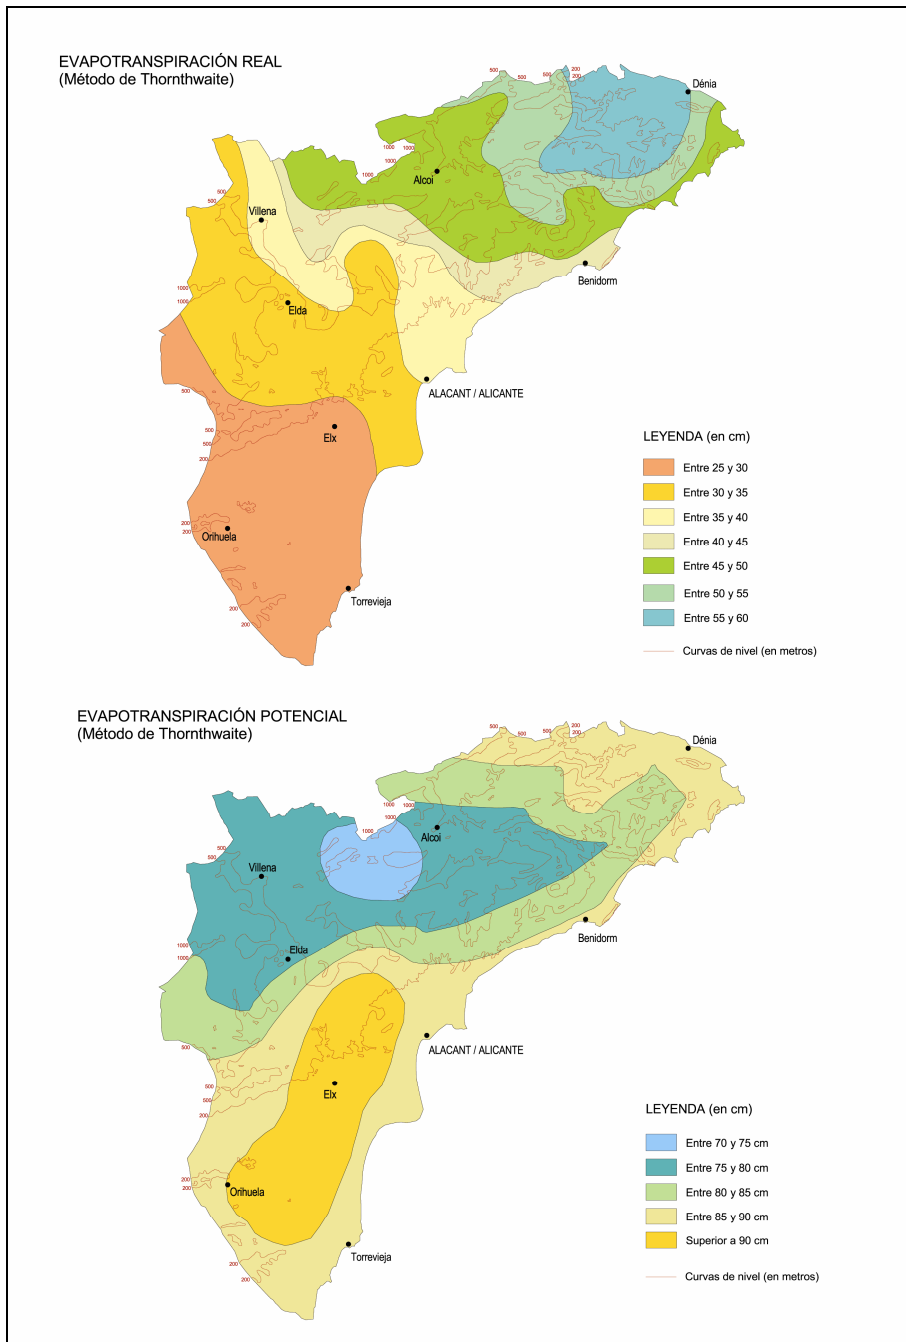 EVAPOTRANSPIRACIÓN REAL
(Método de Thornthwaite)
500
500
500
200
200
Dénia
1000
1000
1000
1000
Alcoi
500
500
Villena
Benidorm
1000
1000
Elda
ALACANT / ALICANTE
500
Elx
500
500
200
200
200
Orihuela
Torrevieja
200
200
LEYENDA (en cm)
Entre 25 y 30
Entre 30 y 35
Entre 35 y 40
Entre 40 y 45
Entre 45 y 50
Entre 50 y 55
Entre 55 y 60
Curvas de nivel (en metros)
EVAPOTRANSPIRACIÓN POTENCIAL
(Método de Thornthwaite)
500
500
500
200
200
Dénia
1000
1000
1000
1000
Alcoi
500
500
Villena
Benidorm
1000
1000
Elda
ALACANT / ALICANTE
500
Elx
500
500
200
200
200
Orihuela
Torrevieja
200
200
LEYENDA (en cm)
Entre 70 y 75 cm
Entre 75 y 80 cm
Entre 80 y 85 cm
Entre 85 y 90 cm
Superior a 90 cm
Curvas de nivel (en metros)